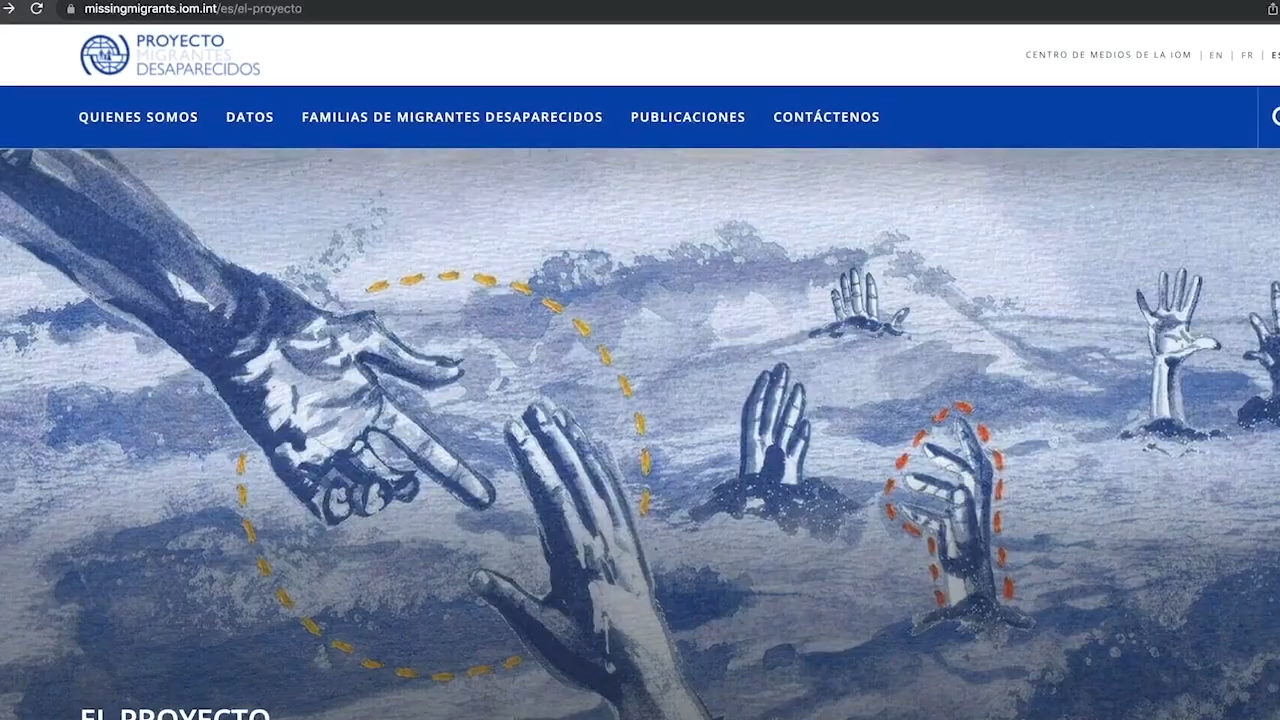 missingmigrants.iom.int/es/el-proyecto
PROYECTO
MIGRANTES
DESAPARECIDOS
CENTRO DE MEDIOS DE LA IOM | EN | FR | ES
QUIENES SOMOS DATOS FAMILIAS DE MIGRANTES DESAPARECIDOS PUBLICACIONES CONTÁCTENOS
EL PROYECTO